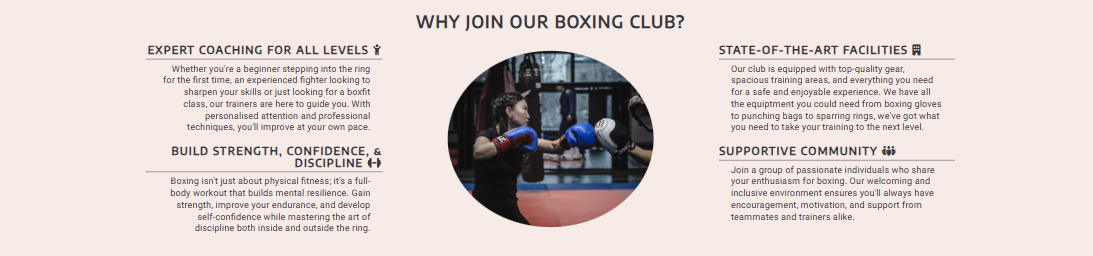 WHY JOIN OUR BOXING CLUB?
EXPERT COACHING FOR ALL LEVELS
Whether you're a beginner stepping into the ring
for the first time, an experienced fighter looking to
sharpen your skills or just looking for a boxfit
class, our trainers are here to guide you. With
personalised attention and professional
techniques, you'll improve at your own pace.
BUILD STRENGTH, CONFIDENCE, &
DISCIPLINE
Boxing isn't just about physical fitness; it's a full-
body workout that builds mental resilience. Gain
strength, improve your endurance, and develop
self-confidence while mastering the art of
discipline both inside and outside the ring.
STATE-OF-THE-ART FACILITIES
Our club is equipped with top-quality gear,
spacious training areas, and everything you need
for a safe and enjoyable experience. We have all
the equiptment you could need from boxing gloves
to punching bags to sparring rings, we've got what
you need to take your training to the next level.
SUPPORTIVE COMMUNITY
Join a group of passionate individuals who share
your enthusiasm for boxing. Our welcoming and
inclusive environment ensures you'll always have
encouragement, motivation, and support from
teammates and trainers alike.